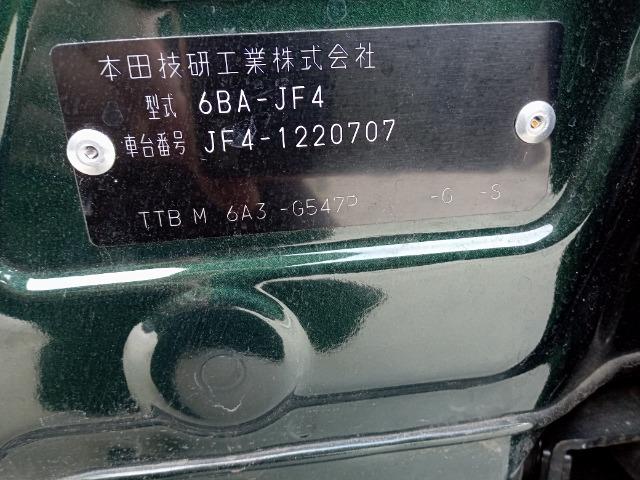 本田技研工業株式会社
型式 6BA-JF4
車台番号 JF4-1220707
TTB M 6A3 -G547P -G -S